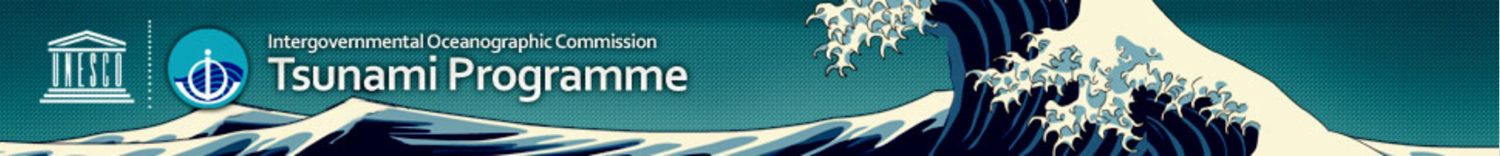 UNESCO
Intergovernmental Oceanographic Commission
Tsunami Programme